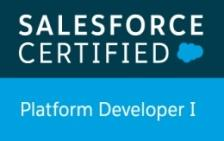 SALESFORCE
CERTIFIED
Platform Developer I